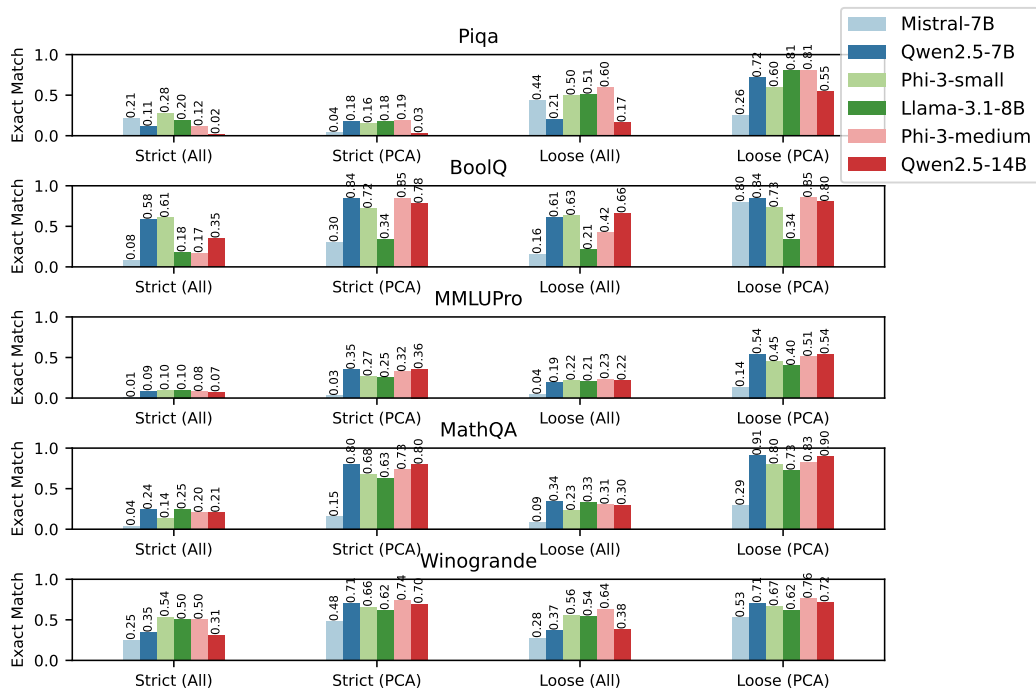 Mistral-7B
Qwen2.5-7B
Phi-3-small
Llama-3.1-8B
Phi-3-medium
Qwen2.5-14B
Piqa
Exact Match
1.0
0.5
0.0
0.21 0.11 0.28 0.20 0.12 0.02
0.04 0.18 0.16 0.18 0.19 0.03
0.44 0.21 0.50 0.51 0.60 0.17
0.26 0.72 0.60 0.81 0.81 0.55
Strict (All) Strict (PCA) Loose (All) Loose (PCA)
BoolQ
Exact Match
1.0
0.5
0.0
0.08 0.58 0.61 0.18 0.17 0.35
0.30 0.84 0.72 0.34 0.85 0.78
0.16 0.61 0.63 0.21 0.42 0.66
0.80 0.84 0.73 0.34 0.85 0.80
Strict (All) Strict (PCA) Loose (All) Loose (PCA)
MMLUPro
Exact Match
1.0
0.5
0.0
0.01 0.09 0.10 0.10 0.08 0.07
0.03 0.35 0.27 0.25 0.32 0.36
0.04 0.19 0.22 0.21 0.23 0.22
0.14 0.54 0.45 0.40 0.51 0.54
Strict (All) Strict (PCA) Loose (All) Loose (PCA)
MathQA
Exact Match
1.0
0.5
0.0
0.04 0.24 0.14 0.25 0.20 0.21
0.15 0.80 0.68 0.63 0.73 0.80
0.09 0.34 0.23 0.33 0.31 0.30
0.29 0.91 0.80 0.73 0.83 0.90
Strict (All) Strict (PCA) Loose (All) Loose (PCA)
Winogrande
Exact Match
1.0
0.5
0.0
0.25 0.35 0.54 0.50 0.50 0.31
0.48 0.71 0.66 0.62 0.74 0.70
0.28 0.37 0.56 0.54 0.64 0.38
0.53 0.71 0.67 0.62 0.76 0.72
Strict (All) Strict (PCA) Loose (All) Loose (PCA)